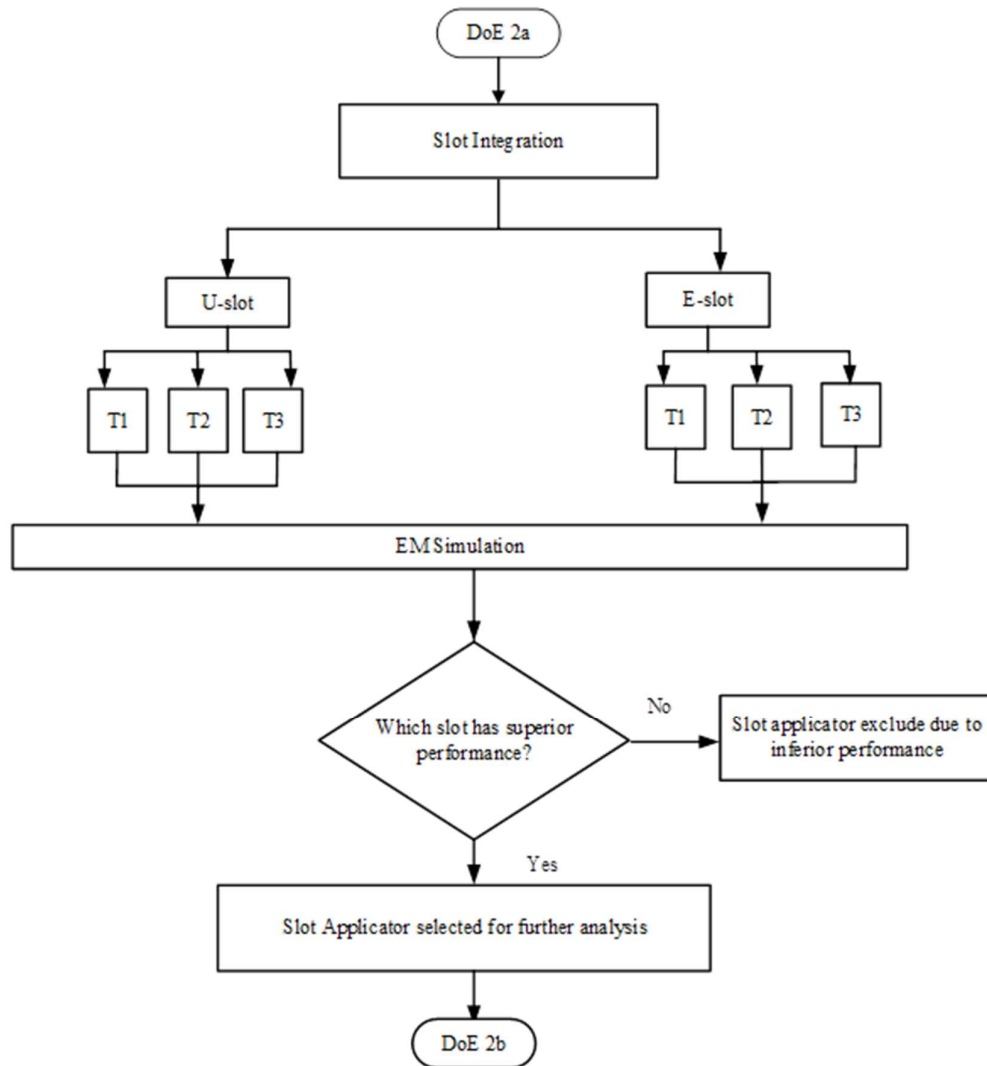 DoE 2a
Slot Integration
U-slot
E-slot
T1
T2
T3
T1
T2
T3
EM Simulation
Which slot has superior
performance?
No
Slot applicator exclude due to
inferior performance
Yes
Slot Applicator selected for further analysis
DoE 2b